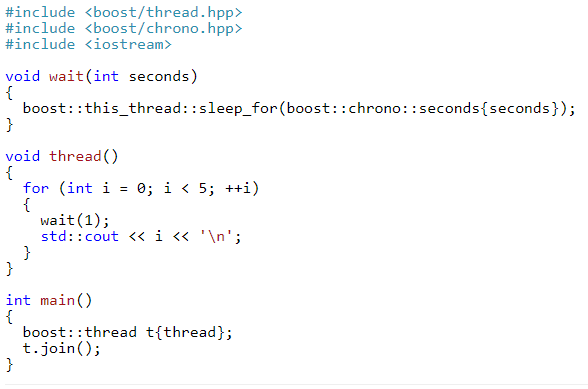 #include <boost/thread.hpp>
#include <boost/chrono.hpp>
#include <iostream>

void wait(int seconds)
{
  boost::this_thread::sleep_for(boost::chrono::seconds{seconds});
}

void thread()
{
  for (int i = 0; i < 5; ++i)
  {
    wait(1);
    std::cout << i << '\n';
  }
}

int main()
{
  boost::thread t{thread};
  t.join();
}